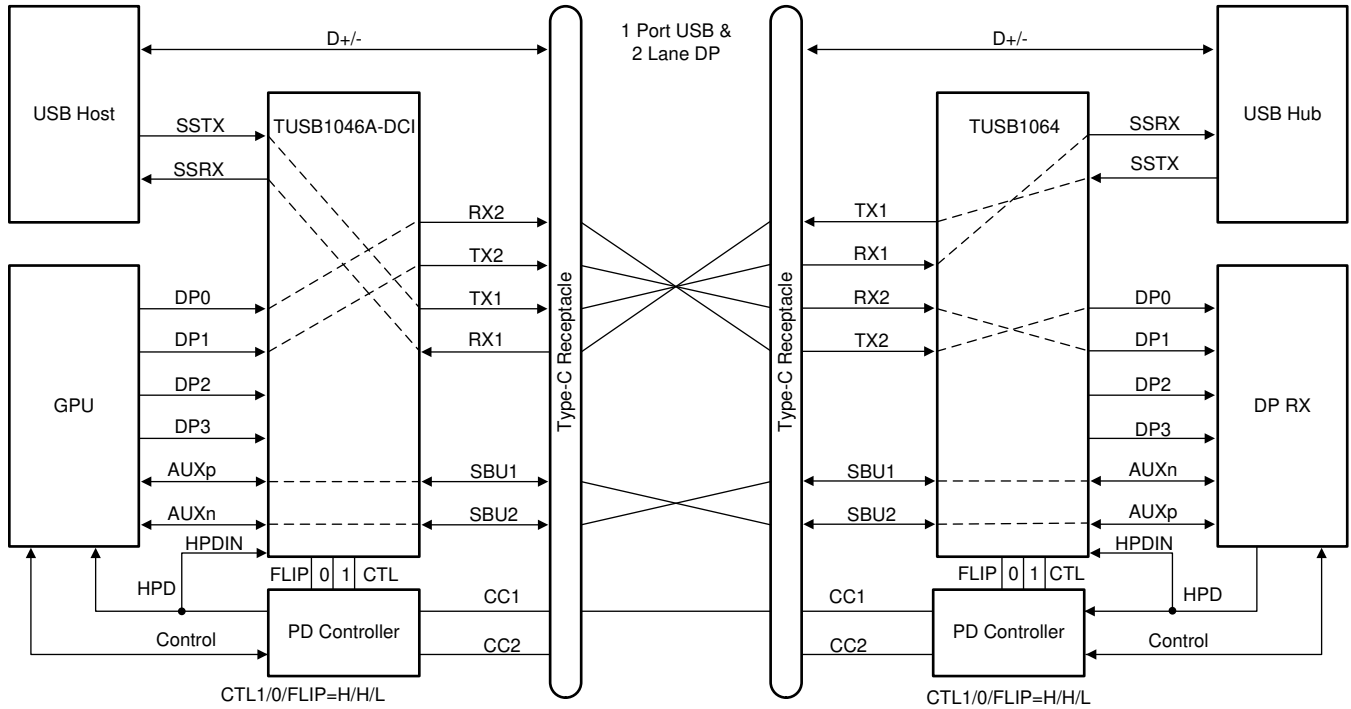 1 Port USB &
2 Lane DP
D+/-
USB Host
TUSB1046A-DCI
SSTX
SSRX
RX2
TX2
TX1
RX1
GPU
DP0
DP1
DP2
DP3
AUXp
AUXn
SBU1
SBU2
HPDIN
HPD
Control
FLIP 0 1 CTL
PD Controller
CC1
CC2
CTL1/0/FLIP=H/H/L
Type-C Receptacle
Type-C Receptacle
D+/-
TUSB1064
USB Hub
SSRX
SSTX
TX1
RX1
RX2
TX2
DP0
DP1
DP2
DP3
DP RX
SBU1
SBU2
AUXn
AUXp
HPDIN
HPD
FLIP 0 1 CTL
CC1
CC2
PD Controller
Control
CTL1/0/FLIP=H/H/L